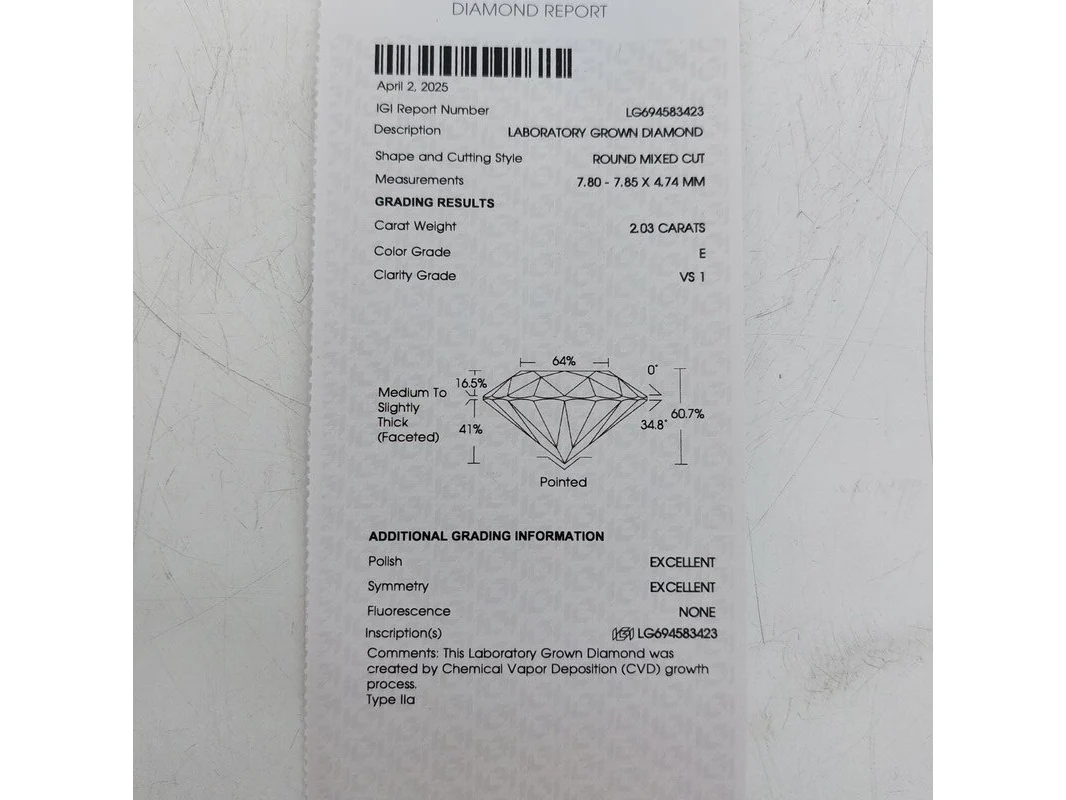 DIAMOND REPORT
April 2, 2025
IGI Report Number LG694583423
Description LABORATORY GROWN DIAMOND
Shape and Cutting Style ROUND MIXED CUT
Measurements 7.80 - 7.85 X 4.74 MM
GRADING RESULTS
Carat Weight 2.03 CARATS
Color Grade E
Clarity Grade VS 1
64%
0°
16.5%
Medium To
Slightly
Thick
(Faceted)
41%
60.7%
34.8°
Pointed
ADDITIONAL GRADING INFORMATION
Polish EXCELLENT
Symmetry EXCELLENT
Fluorescence NONE
Inscription(s) IGI LG694583423
Comments: This Laboratory Grown Diamond was
created by Chemical Vapor Deposition (CVD) growth
process.
Type IIa